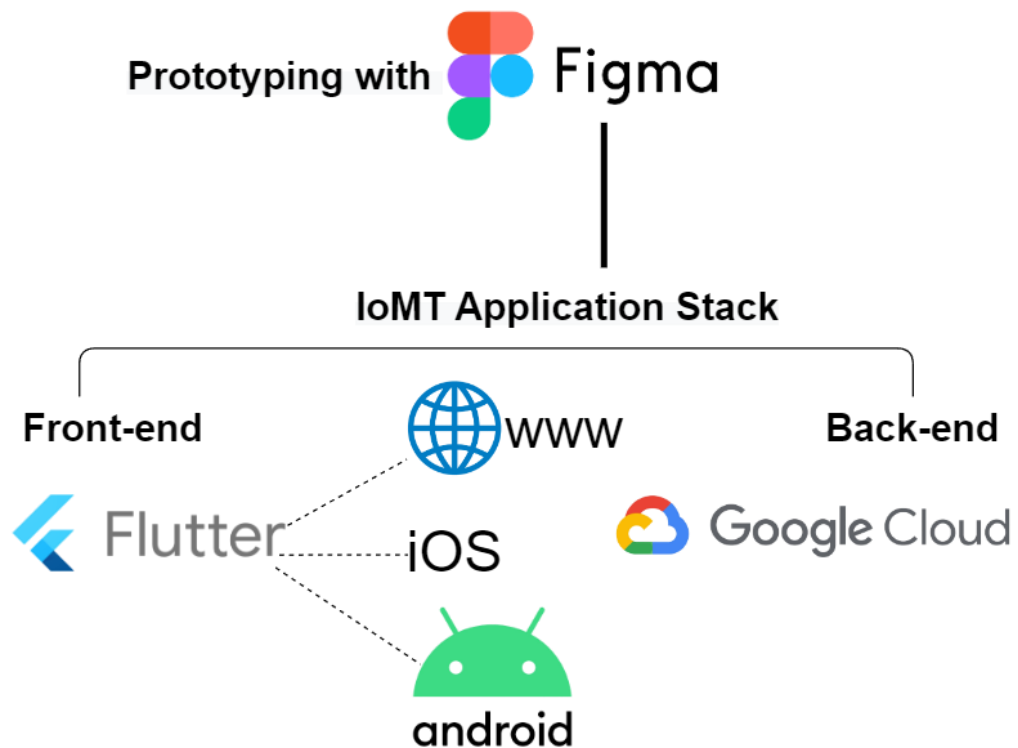 Prototyping with Figma
IoMT Application Stack
Front-end
www
Back-end
Flutter
iOS
Google Cloud
android